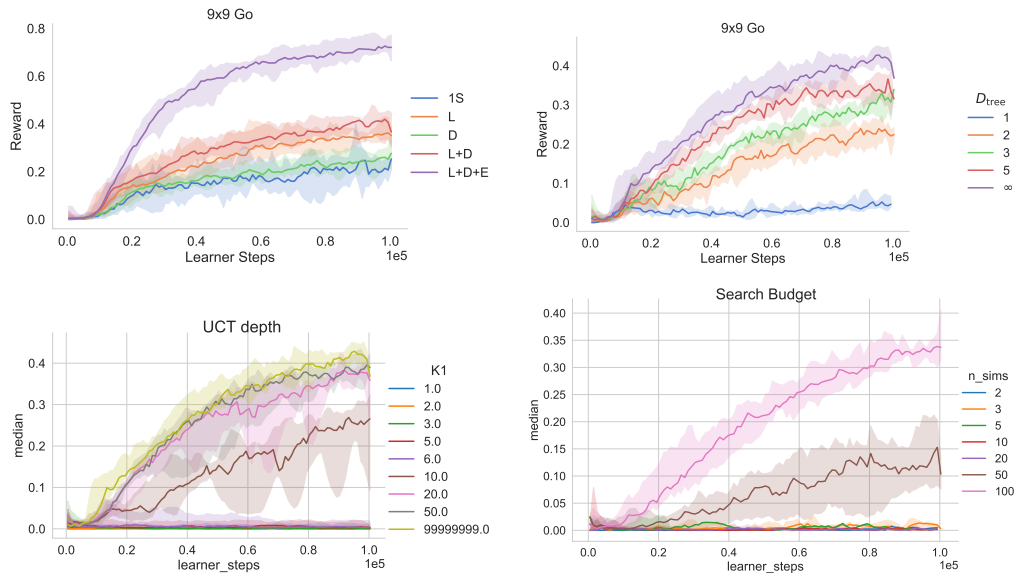 9x9 Go
Reward
0.8
0.6
0.4
0.2
0.0
0.0 0.2 0.4 0.6 0.8 1.0
1e5
Learner Steps
1S
L
D
L+D
L+D+E
9x9 Go
Reward
0.4
0.3
0.2
0.1
0.0
0.0 0.2 0.4 0.6 0.8 1.0
1e5
Learner Steps
D_tree
1
2
3
5
∞
UCT depth
median
0.4
0.3
0.2
0.1
0.0
0.0 0.2 0.4 0.6 0.8 1.0
1e5
learner_steps
K1
1.0
2.0
3.0
5.0
6.0
10.0
20.0
50.0
99999999.0
Search Budget
median
0.40
0.35
0.30
0.25
0.20
0.15
0.10
0.05
0.00
0.0 0.2 0.4 0.6 0.8 1.0
1e5
learner_steps
n_sims
2
3
5
10
20
50
100